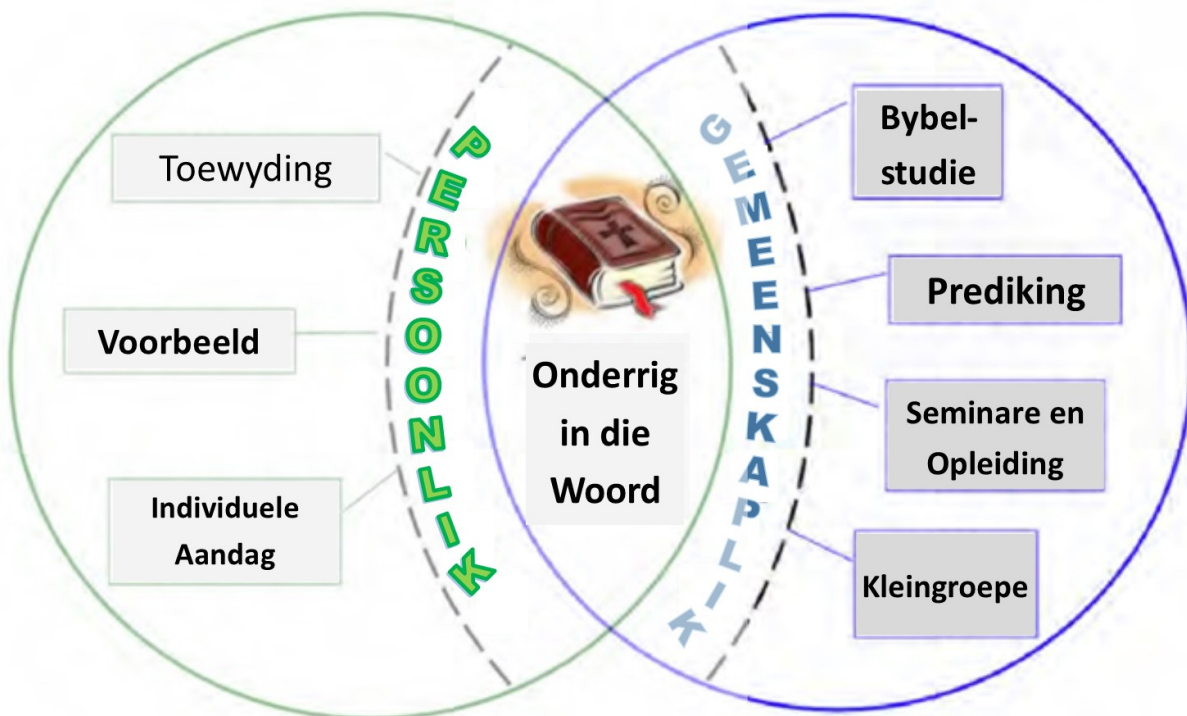 Toewyding
Voorbeeld
Individuele
Aandag
PERSOONLIK
Onderrig
in die
Woord
GEMEENSKAPLIK
Bybel-
studie
Prediking
Seminare en
Opleiding
Kleingroepe